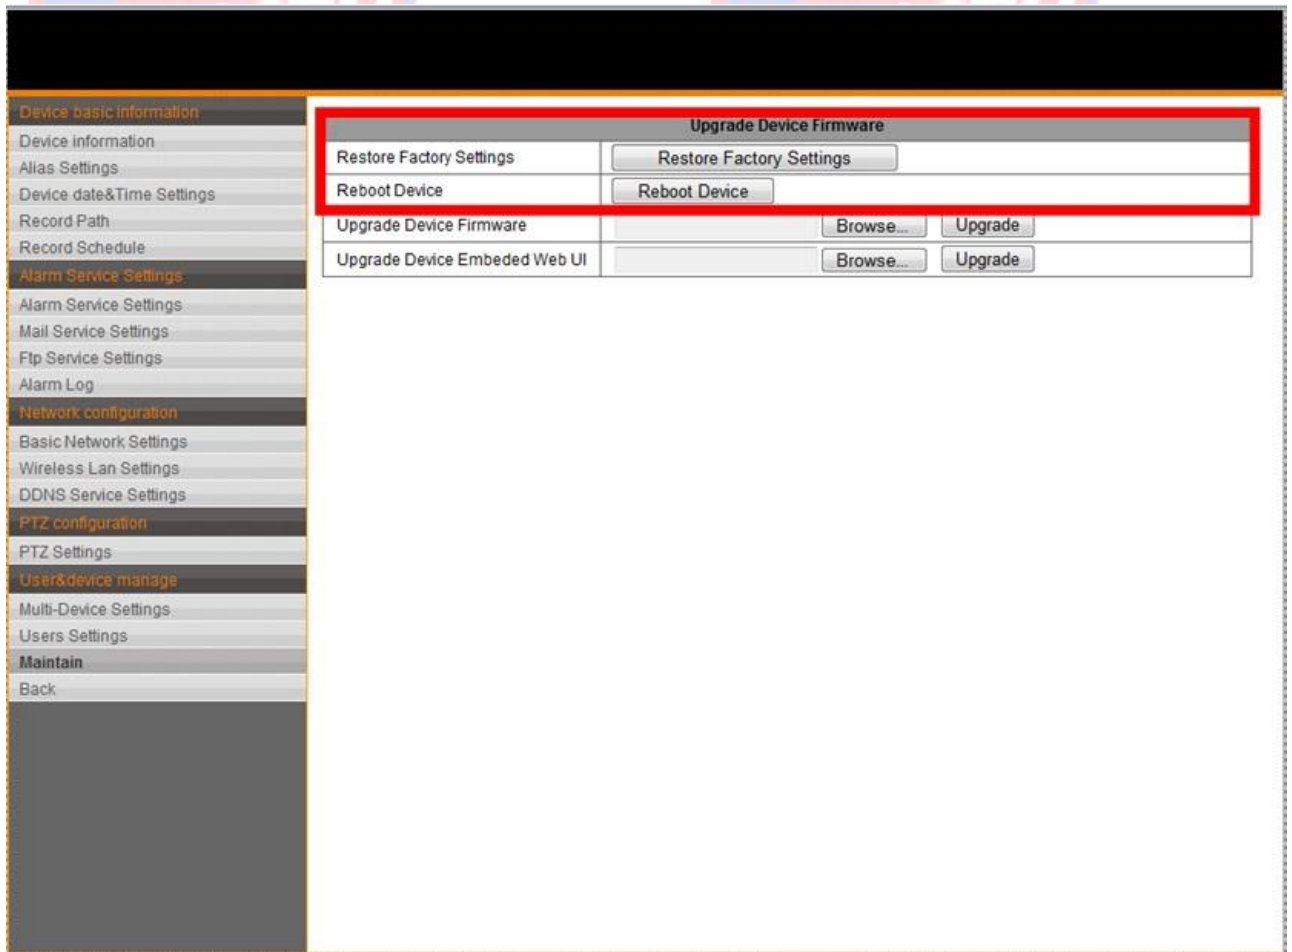 Device basic information
Device information
Alias Settings
Device date&Time Settings
Record Path
Record Schedule
Alarm Service Settings
Alarm Service Settings
Mail Service Settings
Ftp Service Settings
Alarm Log
Network configuration
Basic Network Settings
Wireless Lan Settings
DDNS Service Settings
PTZ configuration
PTZ Settings
User&device manage
Multi-Device Settings
Users Settings
Maintain
Back
Upgrade Device Firmware
Restore Factory Settings Restore Factory Settings
Reboot Device Reboot Device
Upgrade Device Firmware Browse... Upgrade
Upgrade Device Embeded Web UI Browse... Upgrade